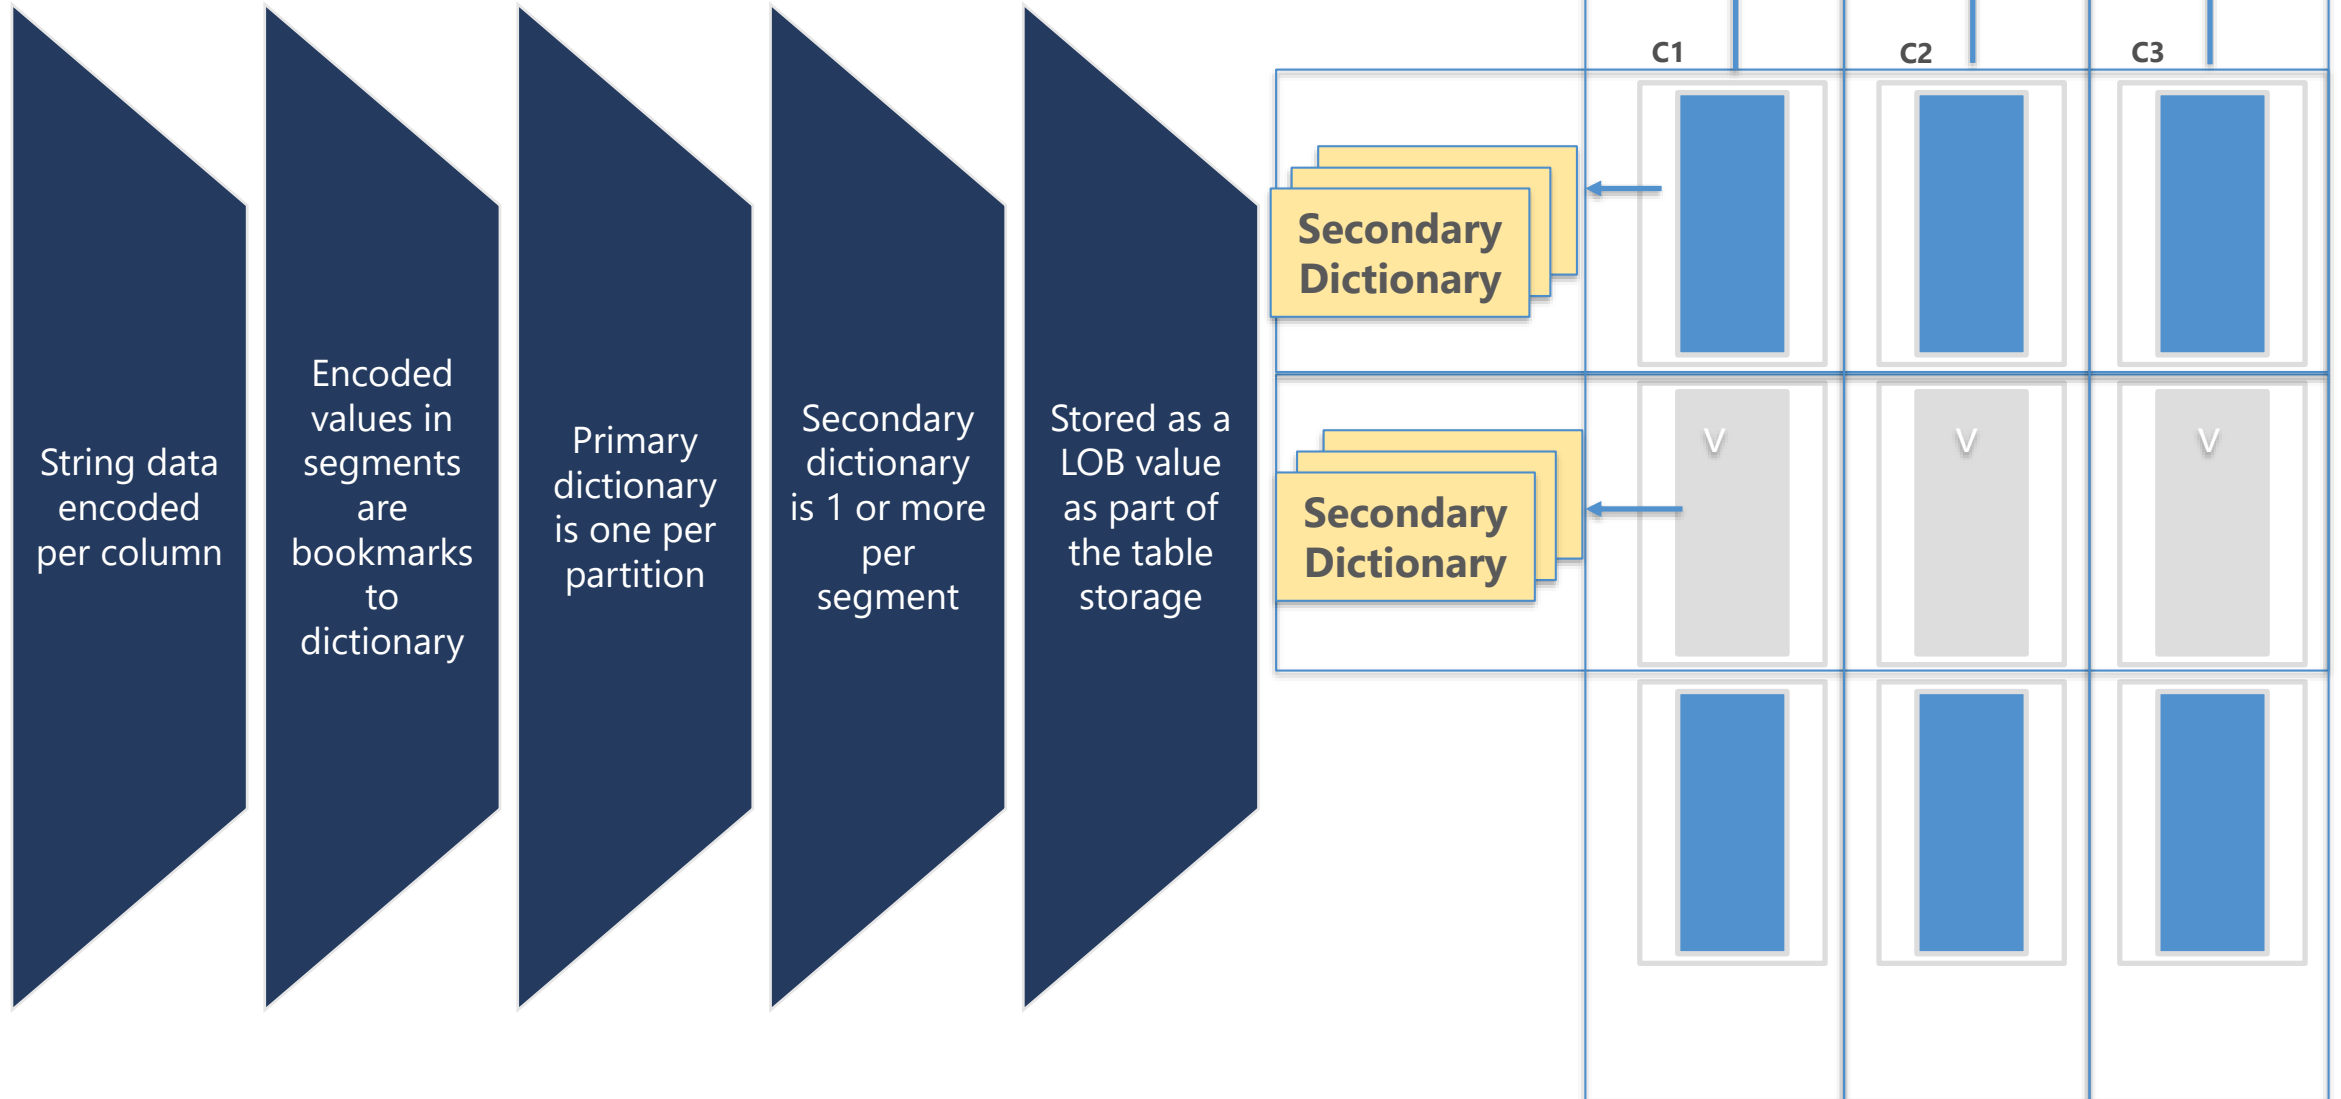 String data
encoded
per column
Encoded
values in
segments
are
bookmarks
to
dictionary
Primary
dictionary
is one per
partition
Secondary
dictionary
is 1 or more
per
segment
Stored as a
LOB value
as part of
the table
storage
C1
C2
C3
Secondary
Dictionary
V
V
V
Secondary
Dictionary